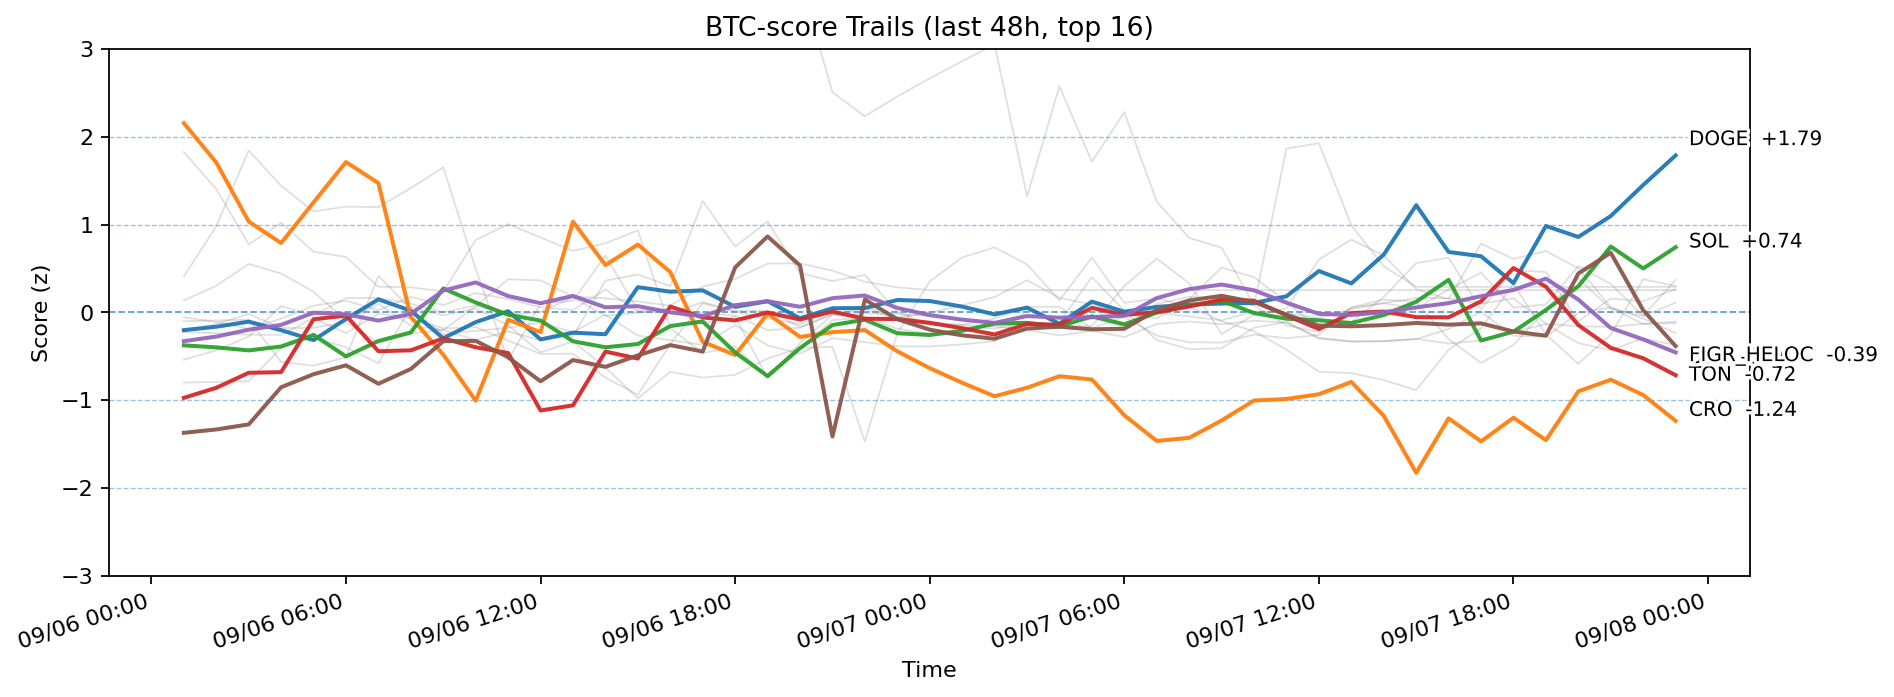 BTC-score Trails (last 48h, top 16)
Score (z)
3
2
1
0
−1
−2
−3
DOGE +1.79
SOL +0.74
FIGR_HELOC -0.39
TON -0.72
CRO -1.24
09/06 00:00
09/06 06:00
09/06 12:00
09/06 18:00
09/07 00:00
09/07 06:00
09/07 12:00
09/07 18:00
09/08 00:00
Time